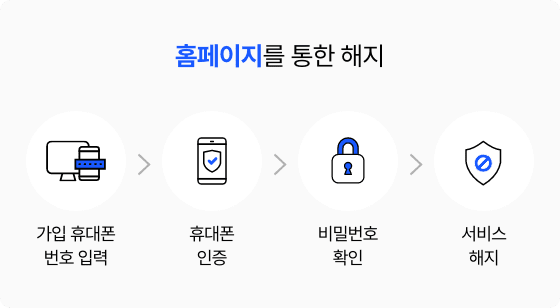 홈페이지를 통한 해지
가입 휴대폰
번호 입력
휴대폰
인증
비밀번호
확인
서비스
해지